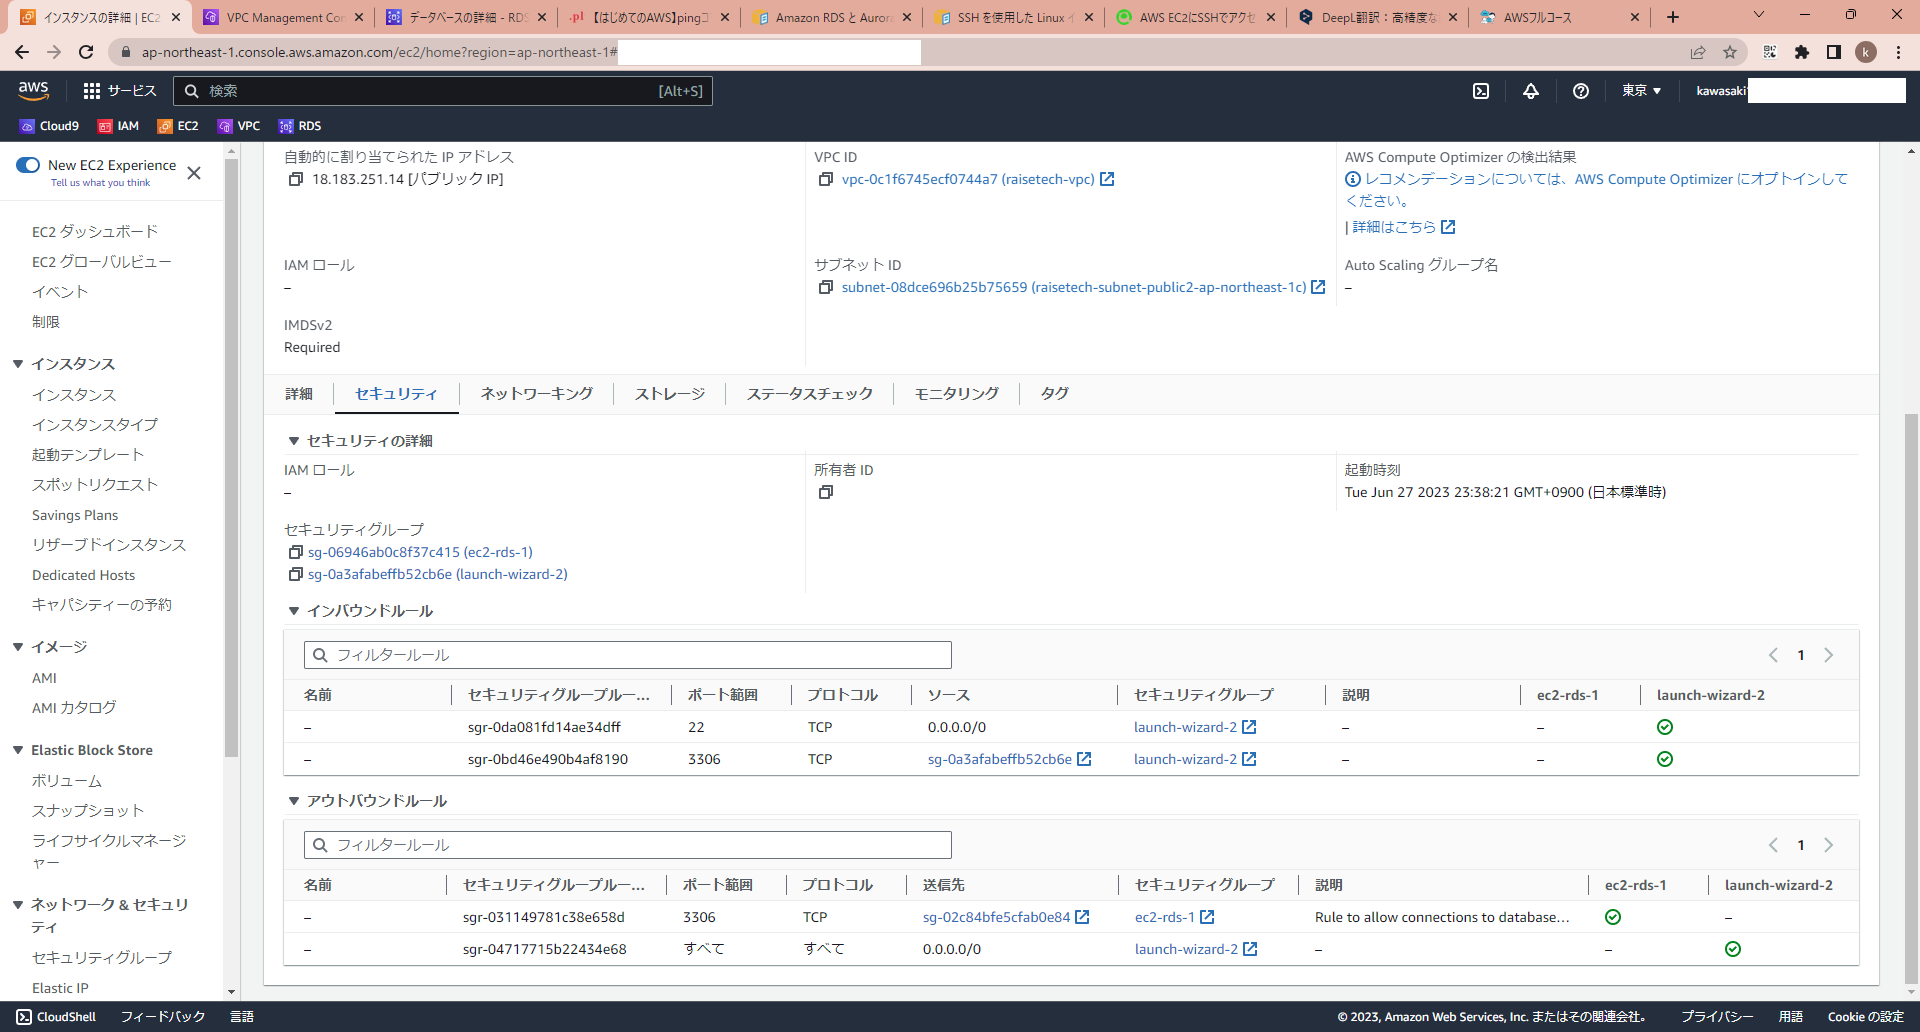 インスタンスの詳細 | EC2
VPC Management Con
データベースの詳細 - RDS
【はじめてのAWS】pingコ
Amazon RDS と Aurora
SSH を使用した Linux イ
AWS EC2にSSHでアクセ
DeepL翻訳：高精度な
AWSフルコース
ap-northeast-1.console.aws.amazon.com/ec2/home?region=ap-northeast-1#
k
aws
サービス
検索
[Alt+S]
東京
kawasaki
Cloud9
IAM
EC2
VPC
RDS
New EC2 Experience
Tell us what you think
EC2 ダッシュボード
EC2 グローバルビュー
イベント
制限
インスタンス
インスタンス
インスタンスタイプ
起動テンプレート
スポットリクエスト
Savings Plans
リザーブドインスタンス
Dedicated Hosts
キャパシティーの予約
イメージ
AMI
AMI カタログ
Elastic Block Store
ボリューム
スナップショット
ライフサイクルマネージ
ャー
ネットワーク & セキュリ
ティ
セキュリティグループ
Elastic IP
自動的に割り当てられた IP アドレス
18.183.251.14 [パブリック IP]
VPC ID
vpc-0c1f6745ecf0744a7 (raisetech-vpc)
AWS Compute Optimizer の検出結果
レコメンデーションについては、AWS Compute Optimizer にオプトインして
ください。
| 詳細はこちら
IAM ロール
–
サブネット ID
subnet-08dce696b25b75659 (raisetech-subnet-public2-ap-northeast-1c)
Auto Scaling グループ名
–
IMDSv2
Required
詳細
セキュリティ
ネットワーキング
ストレージ
ステータスチェック
モニタリング
タグ
セキュリティの詳細
IAM ロール
–
所有者 ID
起動時刻
Tue Jun 27 2023 23:38:21 GMT+0900 (日本標準時)
セキュリティグループ
sg-06946ab0c8f37c415 (ec2-rds-1)
sg-0a3afabeffb52cb6e (launch-wizard-2)
インバウンドルール
フィルタールール
1
名前 セキュリティグループルー... ポート範囲 プロトコル ソース セキュリティグループ 説明 ec2-rds-1 launch-wizard-2
– sgr-0da081fd14ae34dff 22 TCP 0.0.0.0/0 launch-wizard-2 – –
– sgr-0bd46e490b4af8190 3306 TCP sg-0a3afabeffb52cb6e launch-wizard-2 – –
アウトバウンドルール
フィルタールール
1
名前 セキュリティグループルー... ポート範囲 プロトコル 送信先 セキュリティグループ 説明 ec2-rds-1 launch-wizard-2
– sgr-031149781c38e658d 3306 TCP sg-02c84bfe5cfab0e84 ec2-rds-1 Rule to allow connections to database... –
– sgr-04717715b22434e68 すべて すべて 0.0.0.0/0 launch-wizard-2 – –
CloudShell
フィードバック
言語
© 2023, Amazon Web Services, Inc. またはその関連会社。
プライバシー
用語
Cookie の設定